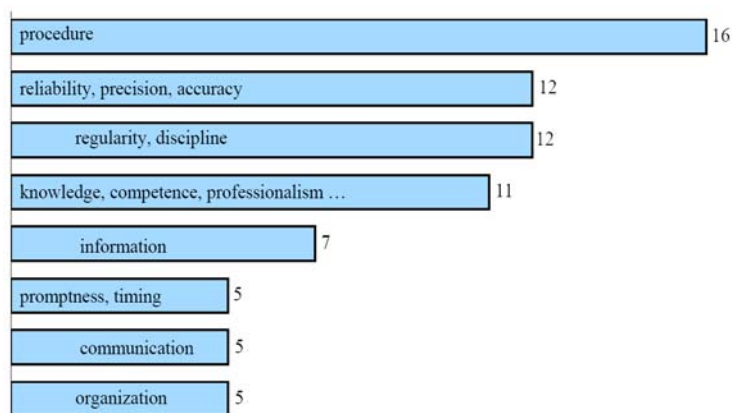 procedure 16
reliability, precision, accuracy 12
regularity, discipline 12
knowledge, competence, professionalism … 11
information 7
promptness, timing 5
communication 5
organization 5